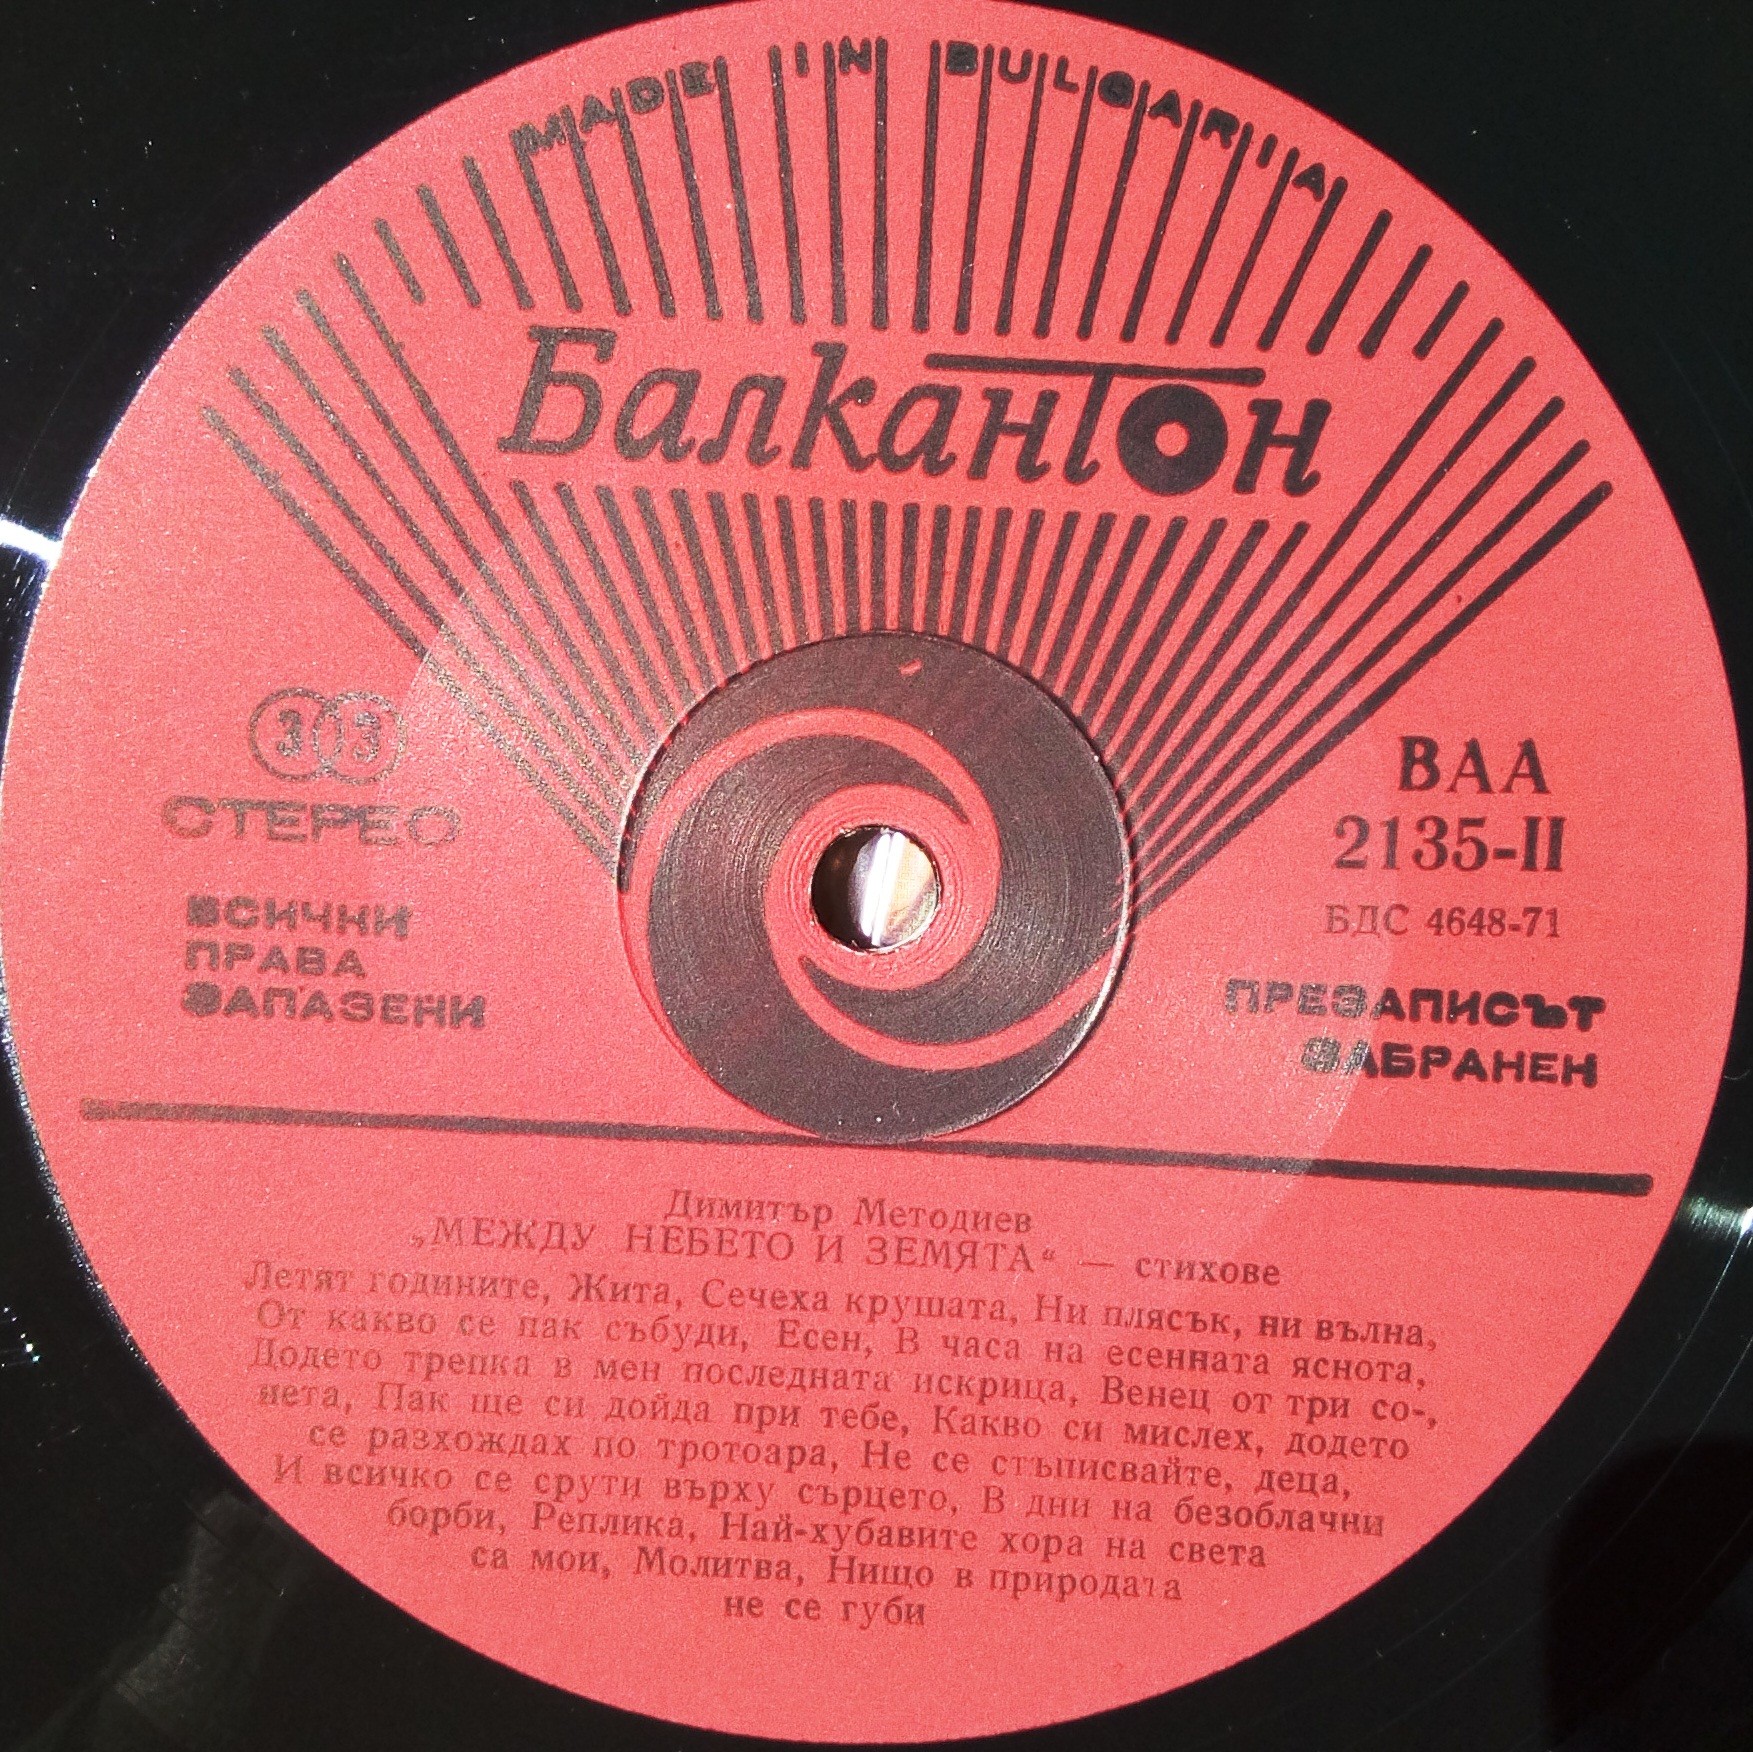 MADE IN BULGARIA
Балкантон
33
СТЕРЕО
ВСИЧКИ
ПРАВА
ЗАПАЗЕНИ
ВАА
2135-II
БДС 4648-71
ПРЕЗАПИСЪТ
ЗАБРАНЕН
Димитър Методиев
„МЕЖДУ НЕБЕТО И ЗЕМЯТА“ — стихове
Летят годините, Жита, Сечеха крушата, Ни плясък, ни вълна,
От какво се пак събуди, Есен, В часа на есенната яснота,
Додето трепка в мен последната искрица, Венец от три со-,
нета, Пак ще си дойда при тебе, Какво си мислех, додето
се разхождах по тротоара, Не се стъписвайте, деца,
И всичко се срути върху сърцето, В дни на безоблачни
борби, Реплика, Най-хубавите хора на света
са мои, Молитва, Нищо в природата
не се губи